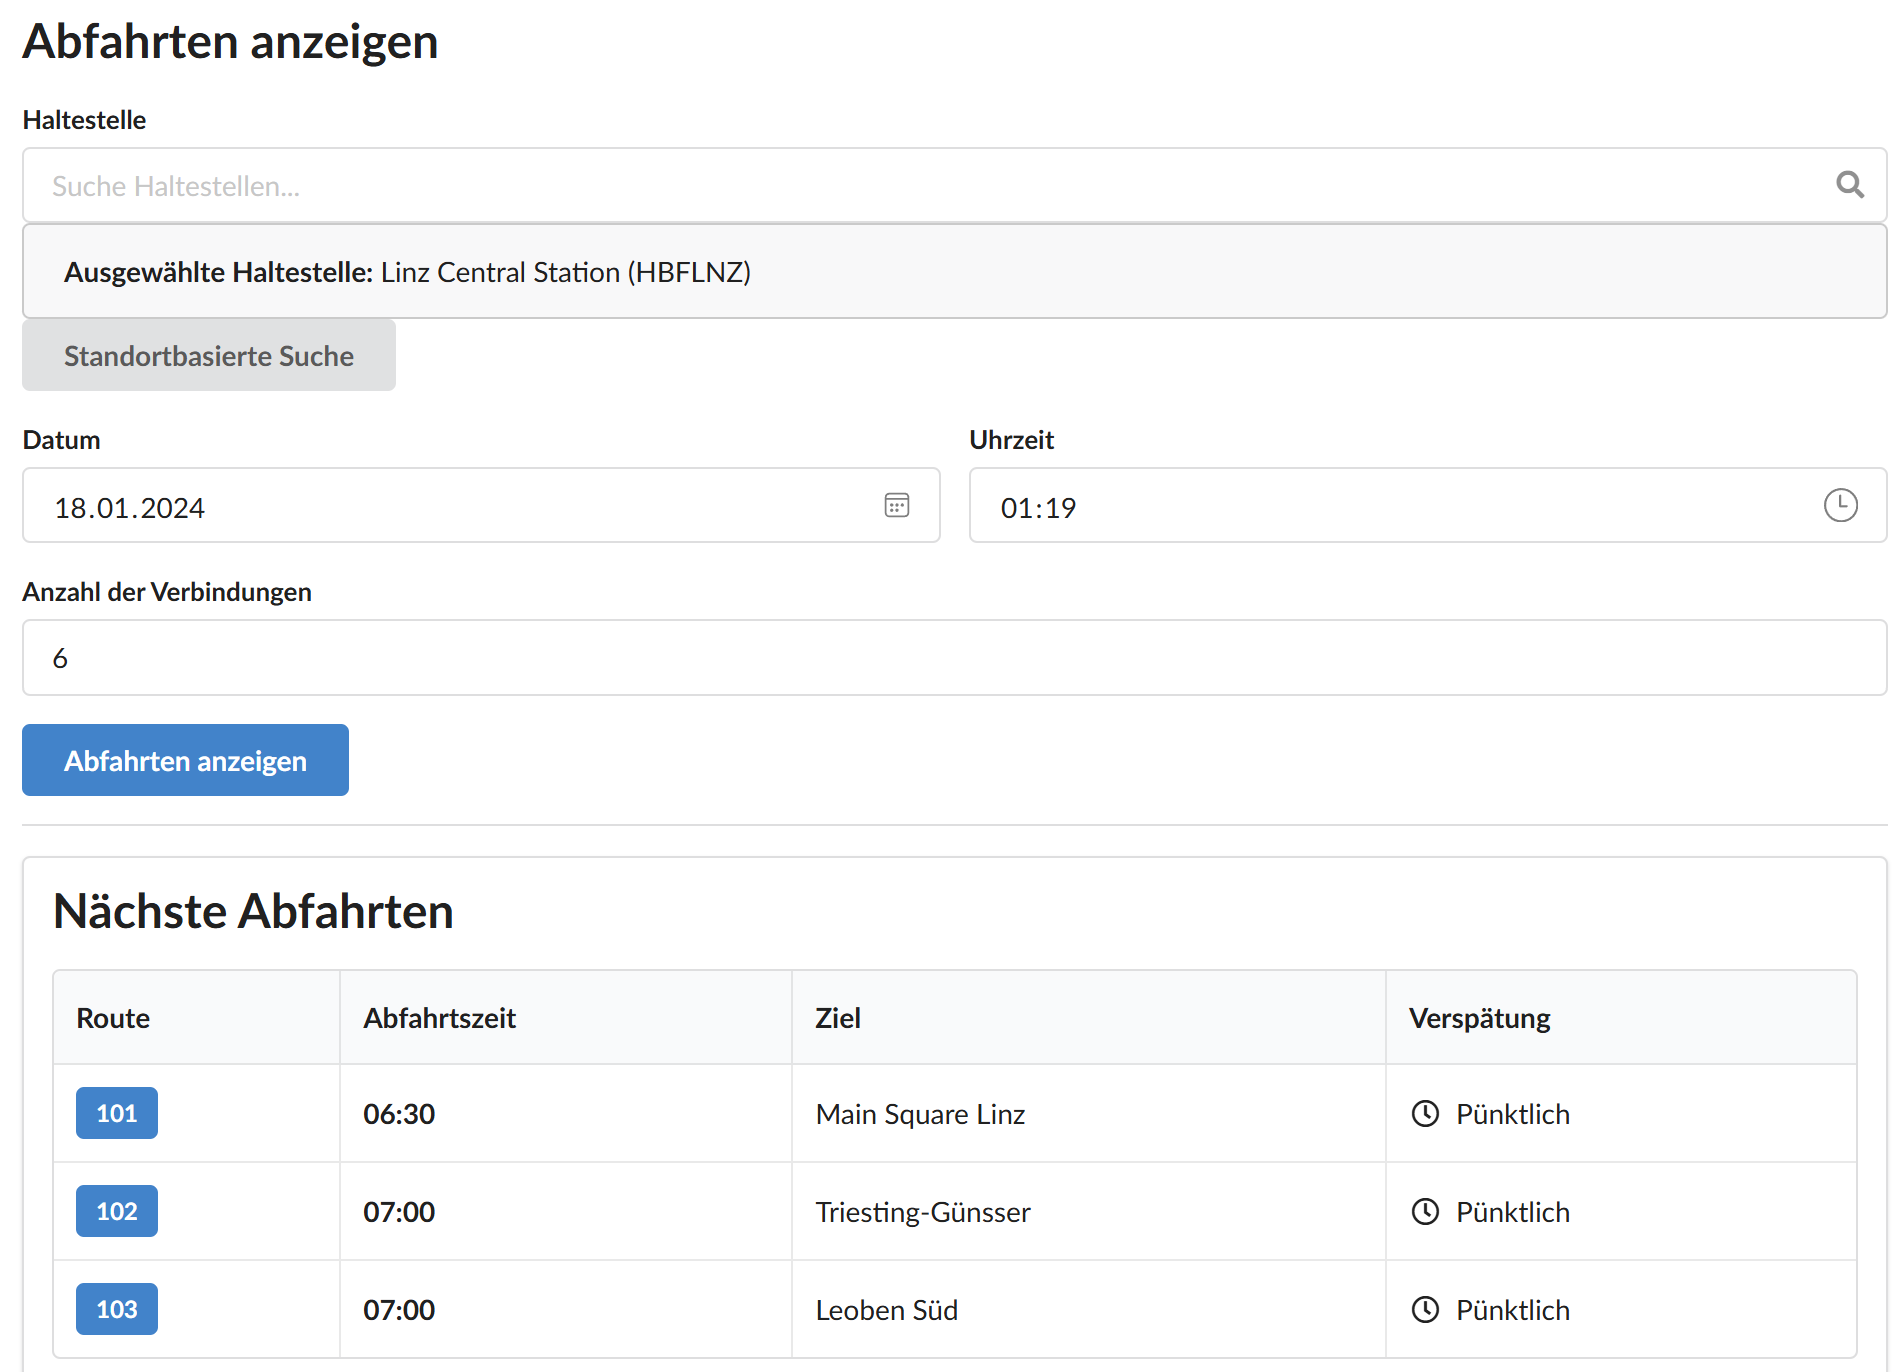 Abfahrten anzeigen
Haltestelle
Suche Haltestellen...
Ausgewählte Haltestelle: Linz Central Station (HBFLNZ)
Standortbasierte Suche
Datum
Uhrzeit
18.01.2024
01:19
Anzahl der Verbindungen
6
Abfahrten anzeigen
Nächste Abfahrten
Route Abfahrtszeit Ziel Verspätung
101 06:30 Main Square Linz Pünktlich
102 07:00 Triesting-Günsser Pünktlich
103 07:00 Leoben Süd Pünktlich